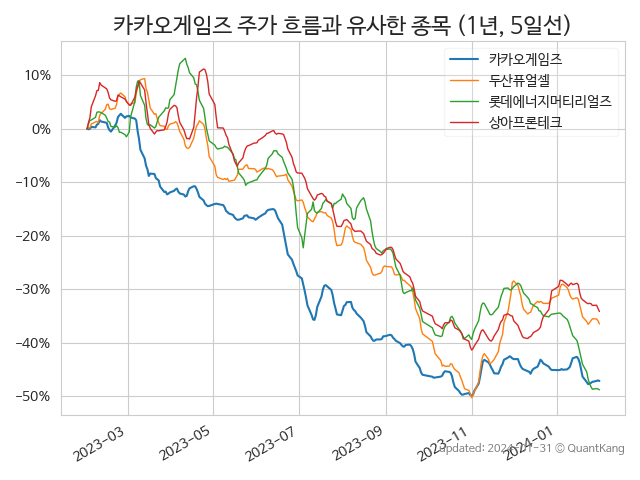 카카오게임즈 주가 흐름과 유사한 종목 (1년, 5일선)
카카오게임즈
두산퓨얼셀
롯데에너지머티리얼즈
상아프론테크
10%
0%
−10%
−20%
−30%
−40%
−50%
2023-03
2023-05
2023-07
2023-09
2023-11
2024-01
updated: 2024-01-31 © QuantKang